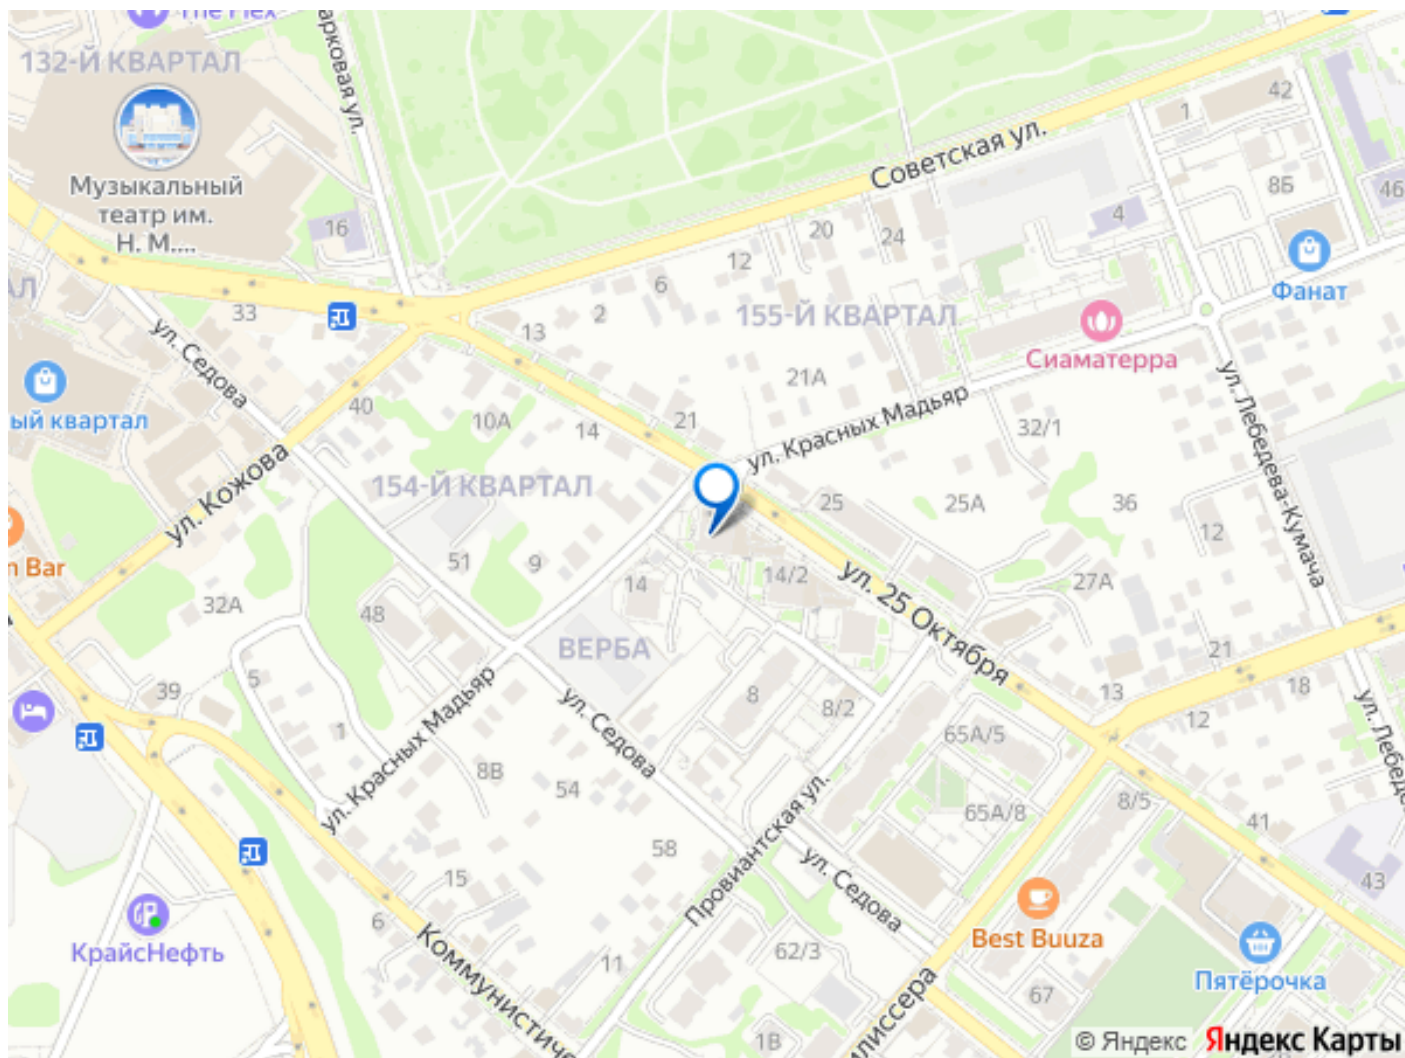 The Flex
132-Й КВАРТАЛ
Музыкальный
театр им.
Н. М....
16
Советская ул.
42
1
8Б
46
4
20
24
12
6
2
Фанат
33
13
155-Й КВАРТАЛ
Сиаматерра
21А
ул. Седова
40
10А
14
21
ул. Красных Мадьяр
32/1
ул. Лебедева-Кумача
ый квартал
ул. Кожова
154-Й КВАРТАЛ
25
25А
36
12
n Bar
51
9
14
14/2
ул. 25 Октября
27А
32А
48
ВЕРБА
21
5
39
8
8/2
13
18
12
1
ул. Красных Мадьяр
ул. Седова
65А/5
8В
54
65А/8
8/5
41
58
Провиантская ул.
ул. Седова
43
15
6
КрайсНефть
Коммунистиче
11
62/3
Best Buuza
Пятёрочка
67
1В
© Яндекс Яндекс Карты